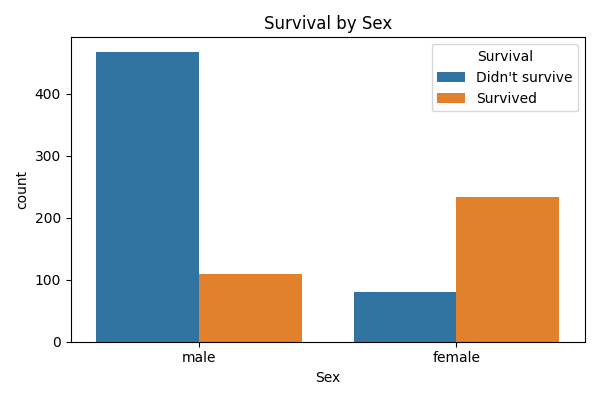 Survival by Sex
Survival
Didn't survive
Survived
count
400
300
200
100
0
male
female
Sex